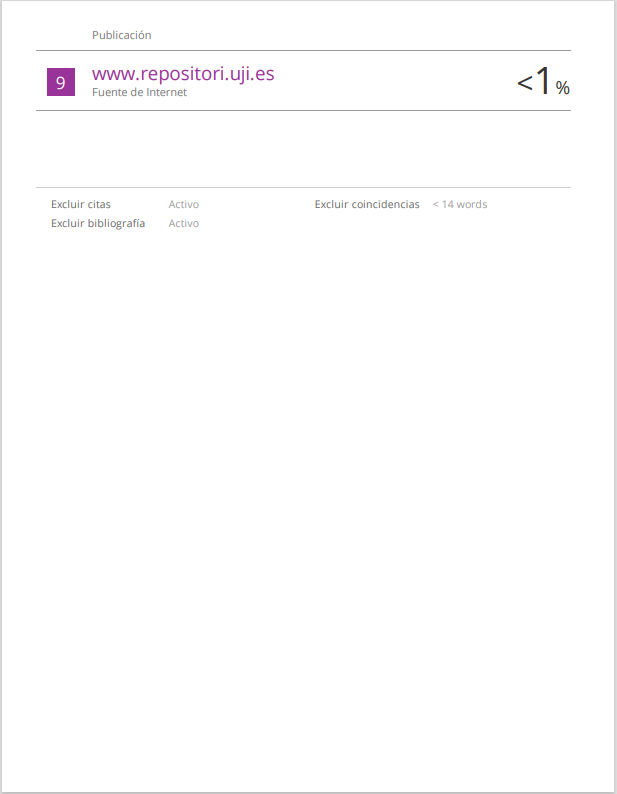 Publicación
9 www.repositori.uji.es <1%
Fuente de Internet
Excluir citas Activo Excluir coincidencias < 14 words
Excluir bibliografía Activo